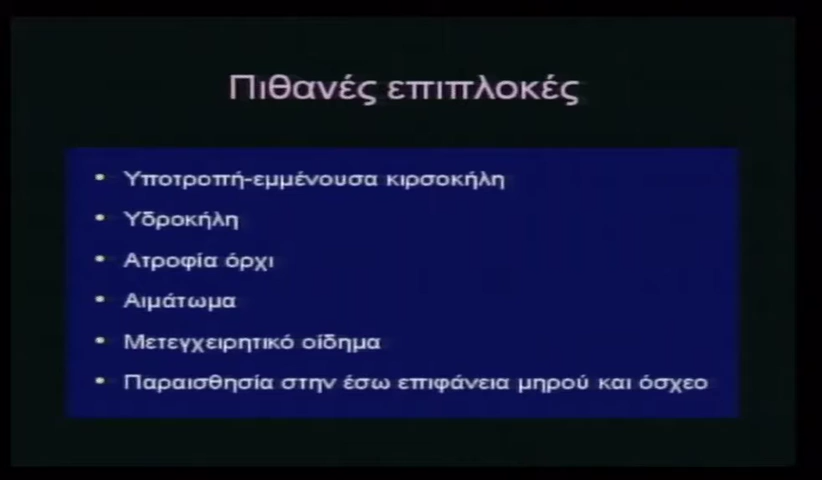 Πιθανές επιπλοκές
• Υποτροπή-εμμένουσα κιρσοκήλη
• Υδροκήλη
• Ατροφία όρχι
• Αιμάτωμα
• Μετεγχειρητικό οίδημα
• Παραισθησία στην έσω επιφάνεια μηρού και όσχεο